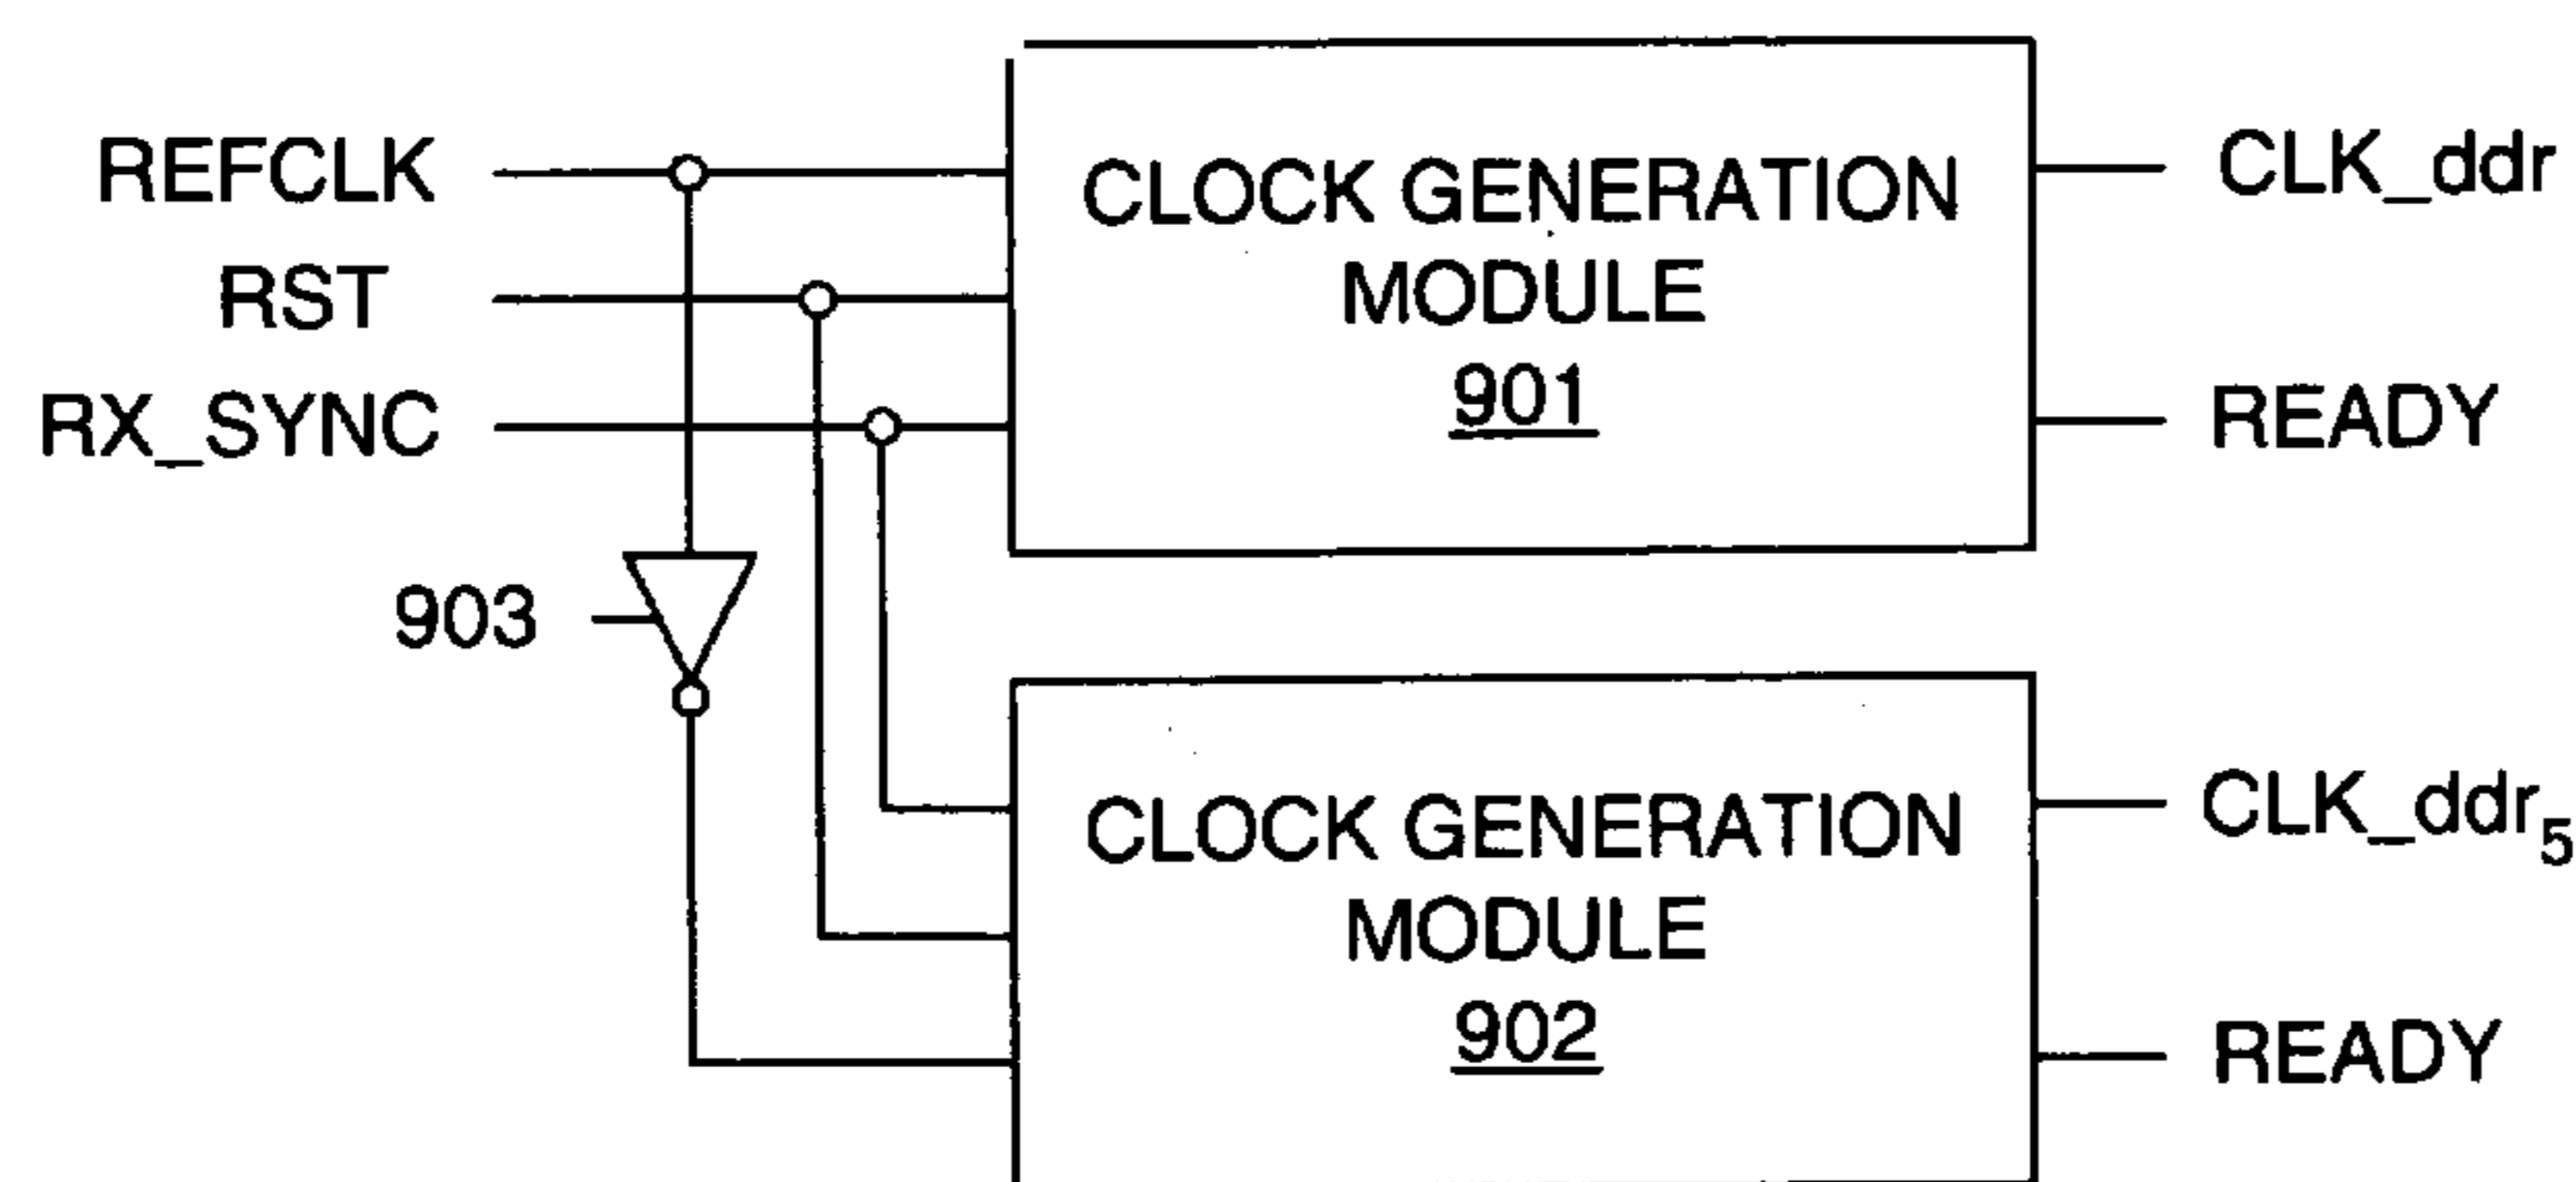 REFCLK
RST
RX_SYNC
CLOCK GENERATION
MODULE
901
CLK_ddr
READY
903
CLOCK GENERATION
MODULE
902
CLK_ddr5
READY